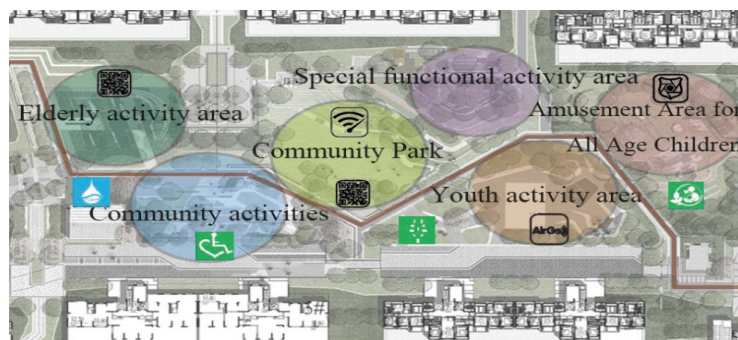 Special functional activity area
Elderly activity area
Amusement Area for
All Age Children
Community Park
Youth activity area
Community activities
AirGo